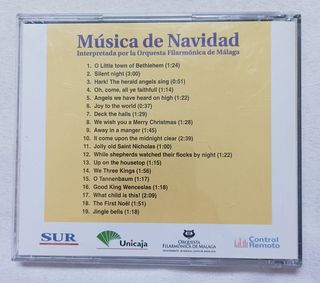 Música de Navidad
Interpretada por la Orquesta Filarmónica de Málaga
1. O Little town of Bethlehem (1:24)
2. Silent night (3:00)
3. Hark! The herald angels sing (0:51)
4. Oh, come, all ye faithfull (1:14)
5. Angels we have heard on high (1:22)
6. Joy to the world (0:37)
7. Deck the halls (1:29)
8. We wish you a Merry Christmas (1:28)
9. Away in a manger (1:45)
10. It come upon the midnight clear (2:39)
11. Jolly old Saint Nicholas (1:00)
12. While shepherds watched their flocks by night (1:22)
13. Up on the housetop (1:15)
14. We Three Kings (1:56)
15. O Tannenbaum (1:17)
16. Good King Wenceslas (1:19)
17. What child is this! (2:09)
18. The First Noël (1:51)
19. Jingle bells (1:18)
SUR
Unicaja
ORQUESTA
FILARMÓNICA DE MÁLAGA
Control
Remoto